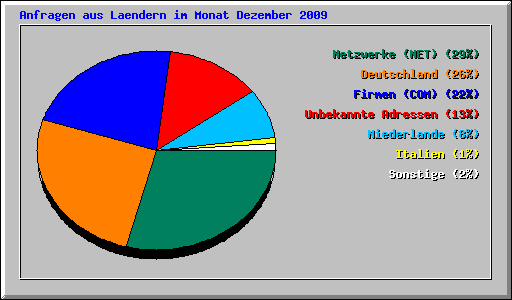 Anfragen aus Laendern im Monat Dezember 2009
Netzwerke (NET) (29%)
Deutschland (26%)
Firmen (COM) (22%)
Unbekannte Adressen (13%)
Niederlande (8%)
Italien (1%)
Sonstige (2%)